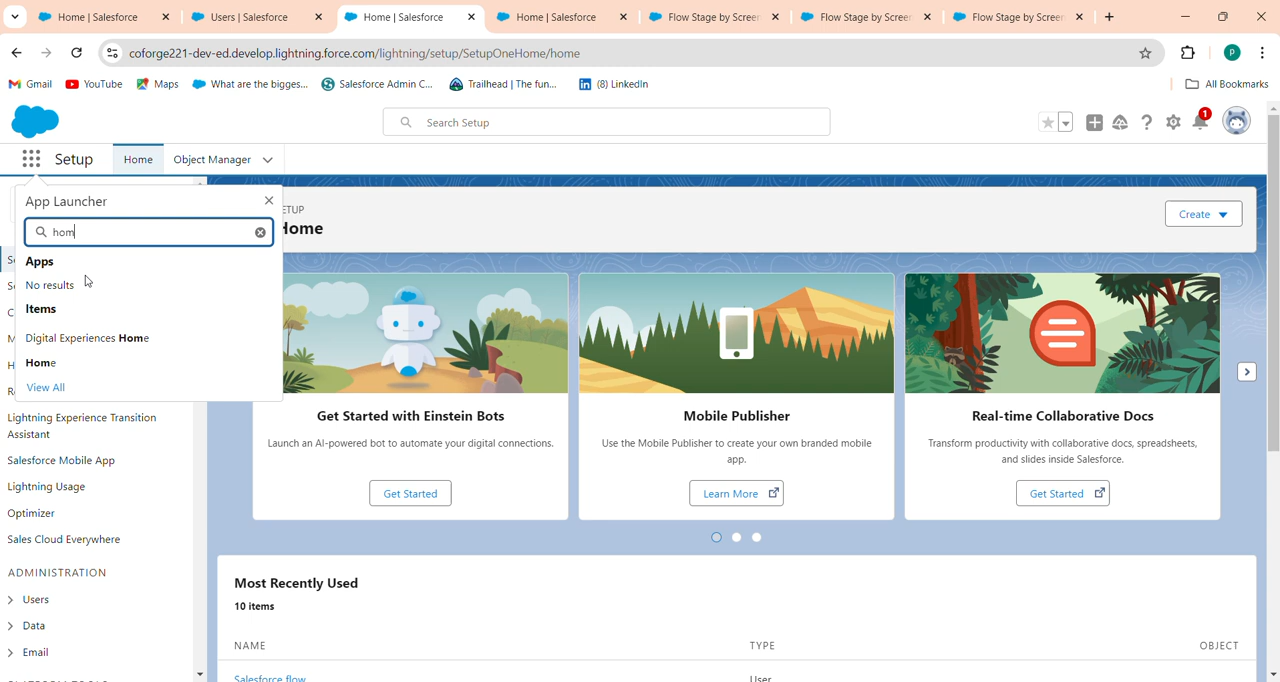 Home | Salesforce
Users | Salesforce
Home | Salesforce
Home | Salesforce
Flow Stage by Screen
Flow Stage by Screen
Flow Stage by Screen
coforge221-dev-ed.develop.lightning.force.com/lightning/setup/SetupOneHome/home
P
Gmail
YouTube
Maps
What are the bigges...
Salesforce Admin C...
Trailhead | The fun...
(8) LinkedIn
All Bookmarks
Search Setup
1
Setup
Home
Object Manager
App Launcher
hom
Apps
No results
Items
Digital Experiences Home
Home
View All
ETUP
Home
Create
Lightning Experience Transition
Assistant
Salesforce Mobile App
Lightning Usage
Optimizer
Sales Cloud Everywhere
ADMINISTRATION
Users
Data
Email
Get Started with Einstein Bots
Launch an AI-powered bot to automate your digital connections.
Get Started
Mobile Publisher
Use the Mobile Publisher to create your own branded mobile
app.
Learn More
Real-time Collaborative Docs
Transform productivity with collaborative docs, spreadsheets,
and slides inside Salesforce.
Get Started
Most Recently Used
10 items
NAME
TYPE
OBJECT
Salesforce flow
User